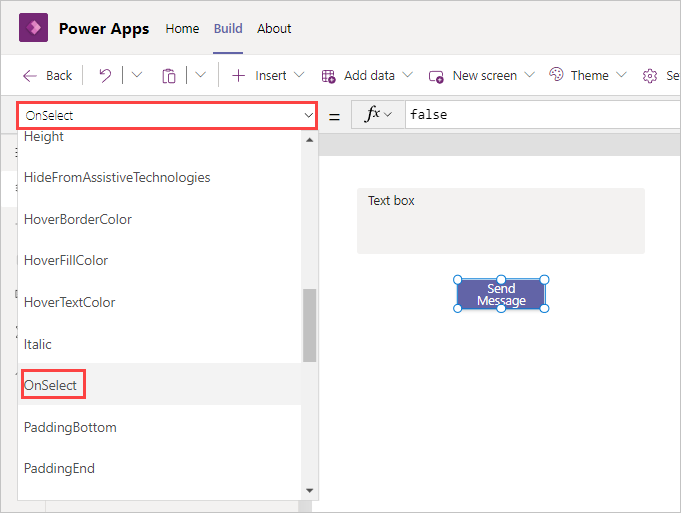 Power Apps Home Build About
Back Insert Add data New screen Theme Se
OnSelect = fx false
Height
HideFromAssistiveTechnologies
HoverBorderColor
HoverFillColor
HoverTextColor
Italic
OnSelect
PaddingBottom
PaddingEnd
Text box
Send
Message